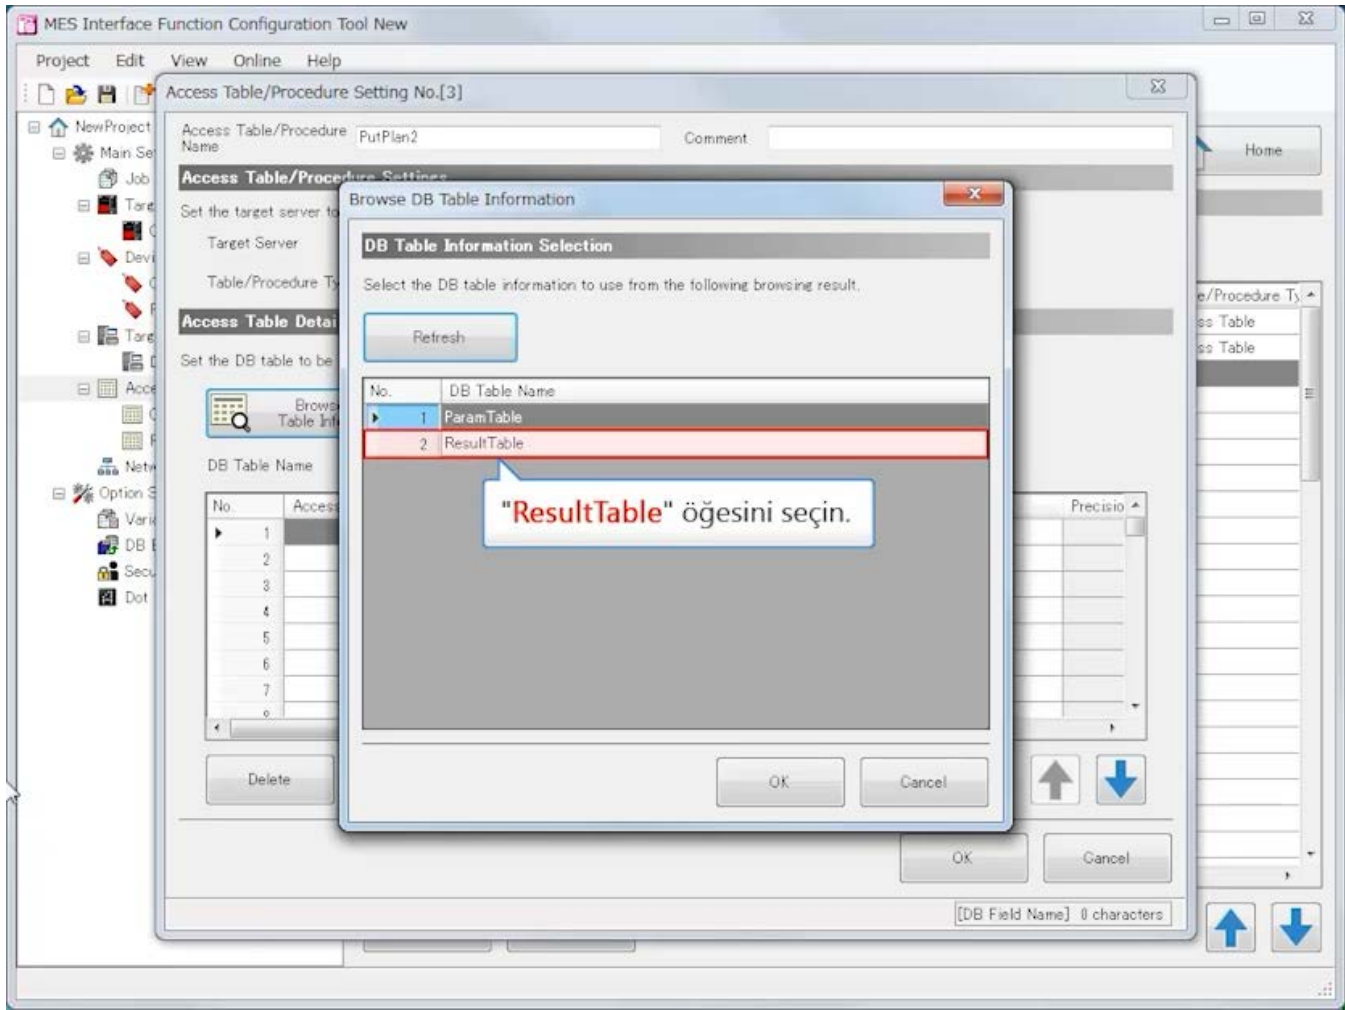 MES Interface Function Configuration Tool New
Project Edit View Online Help
Access Table/Procedure Setting No.[3]
NewProject
Access Table/Procedure Name
PutPlan2
Comment
Home
Main Se
Job
Access Table/Procedure Settings
Browse DB Table Information
Set the target server to
Target Server
DB Table Information Selection
Devi
Table/Procedure Ty
Select the DB table information to use from the following browsing result.
e/Procedure Ty
Access Table Detai
ss Table
Refresh
ss Table
Set the DB table to be
Acce
No. DB Table Name
Brows
Table Inf
1 ParamTable
2 ResultTable
DB Table Name
Netw
Option S
"ResultTable" öğesini seçin.
No. Access
Precisio
Varia
1
DB E
2
Secu
3
Dot
4
5
6
7
Delete
OK Cancel
OK Cancel
[DB Field Name] 0 characters